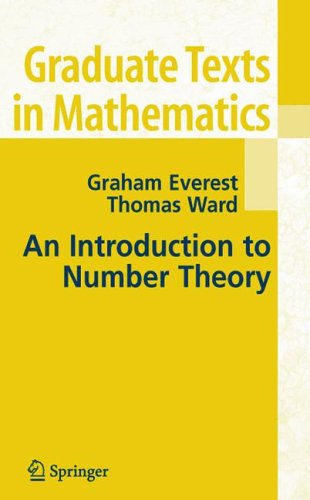 Graduate Texts
in Mathematics
Graham Everest
Thomas Ward
An Introduction to
Number Theory
Springer